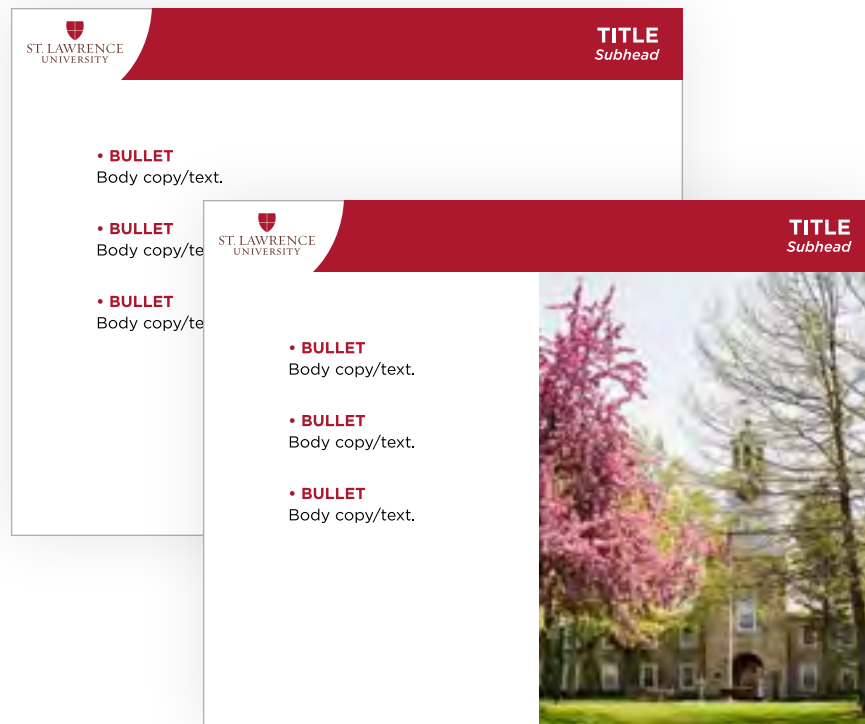 ST. LAWRENCE
UNIVERSITY
TITLE
Subhead
• BULLET
Body copy/text.
• BULLET
Body copy/te
• BULLET
Body copy/te
ST. LAWRENCE
UNIVERSITY
TITLE
Subhead
• BULLET
Body copy/text.
• BULLET
Body copy/text.
• BULLET
Body copy/text.